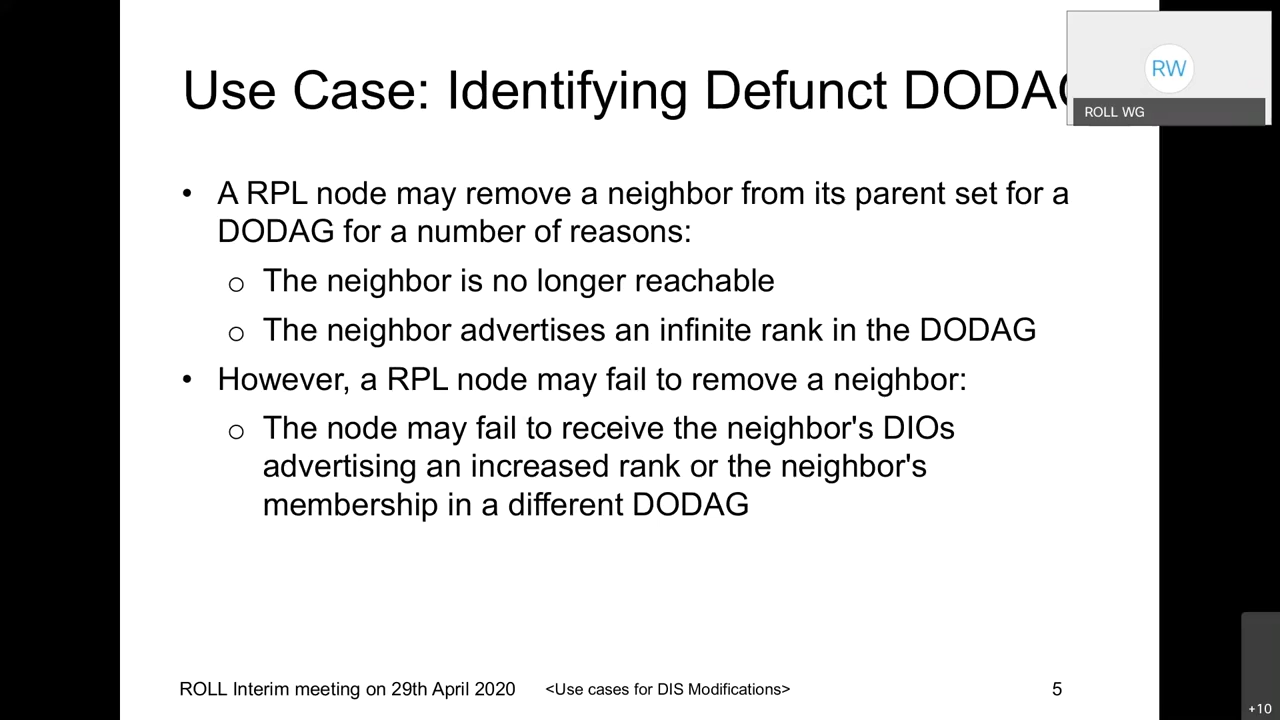 Use Case: Identifying Defunct DODAG
RW
ROLL WG
• A RPL node may remove a neighbor from its parent set for a
DODAG for a number of reasons:
o The neighbor is no longer reachable
o The neighbor advertises an infinite rank in the DODAG
• However, a RPL node may fail to remove a neighbor:
o The node may fail to receive the neighbor's DIOs
advertising an increased rank or the neighbor's
membership in a different DODAG
ROLL Interim meeting on 29th April 2020 <Use cases for DIS Modifications> 5
+10